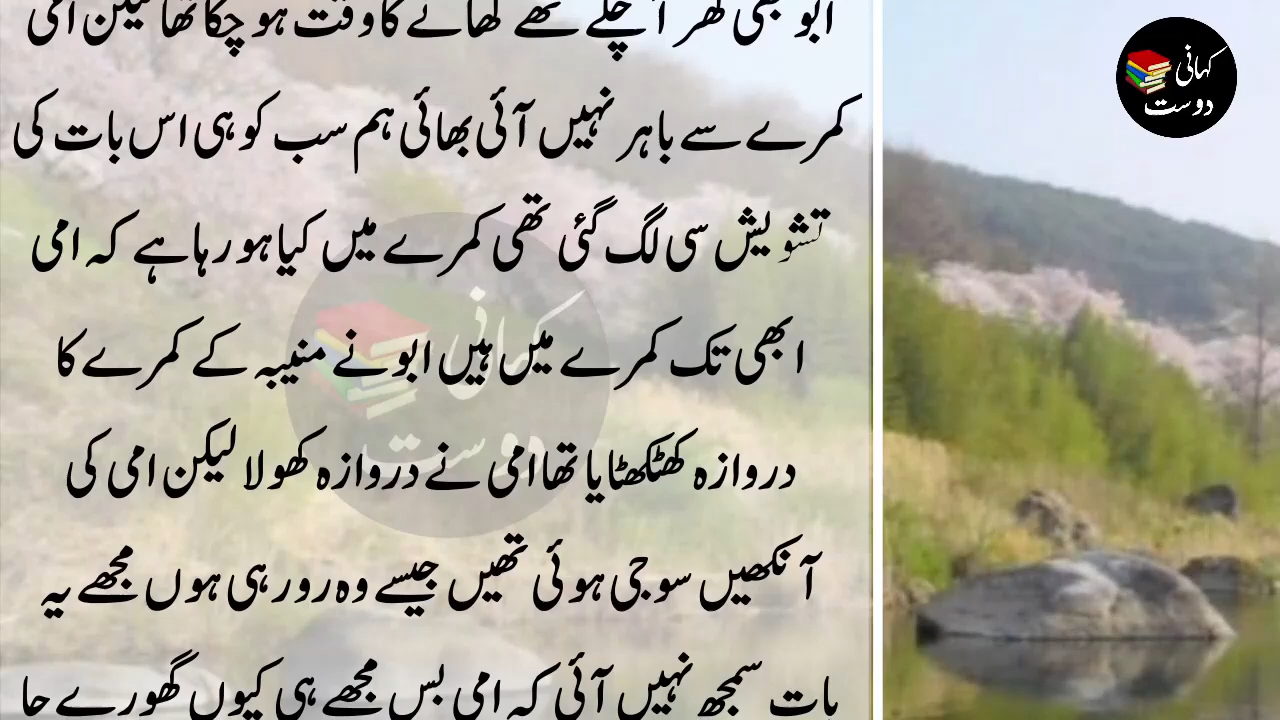 ابو بھی گھر آ چکے تھے کھانے کا وقت ہو چکا تھا لیکن امی
کمرے سے باہر نہیں آئی بھائی ہم سب کو ہی اس بات کی
تشویش سی لگ گئی تھی کمرے میں کیا ہو رہا ہے کہ امی
ابھی تک کمرے میں ہیں ابو نے منیبہ کے کمرے کا
دروازہ کھٹکھٹایا تھا امی نے دروازہ کھولا لیکن امی کی
آنکھیں سوجی ہوئی تھیں جیسے وہ رو رہی ہوں مجھے یہ
بات سمجھ نہیں آئی کہ امی بس مجھے ہی کیوں گھورے جا
کہانی
دوست
کہانی
دوست